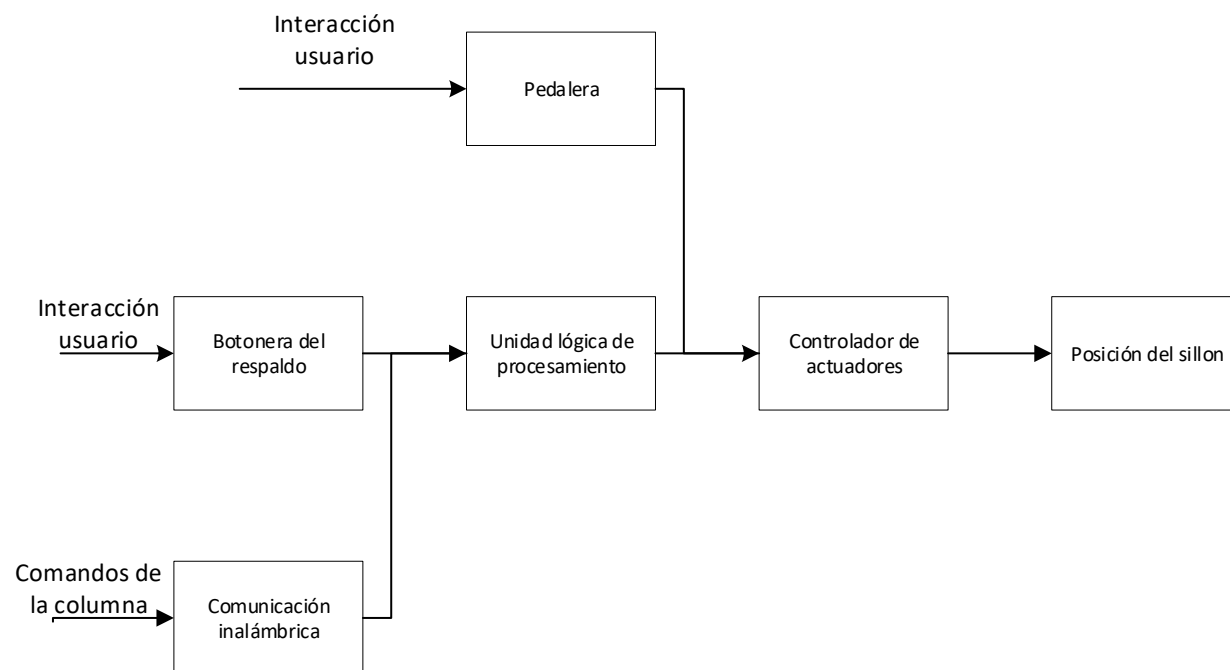 Interacción
usuario
Pedalera
Interacción
usuario
Botonera del
respaldo
Unidad lógica de
procesamiento
Controlador de
actuadores
Posición del sillon
Comandos de
la columna
Comunicación
inalámbrica